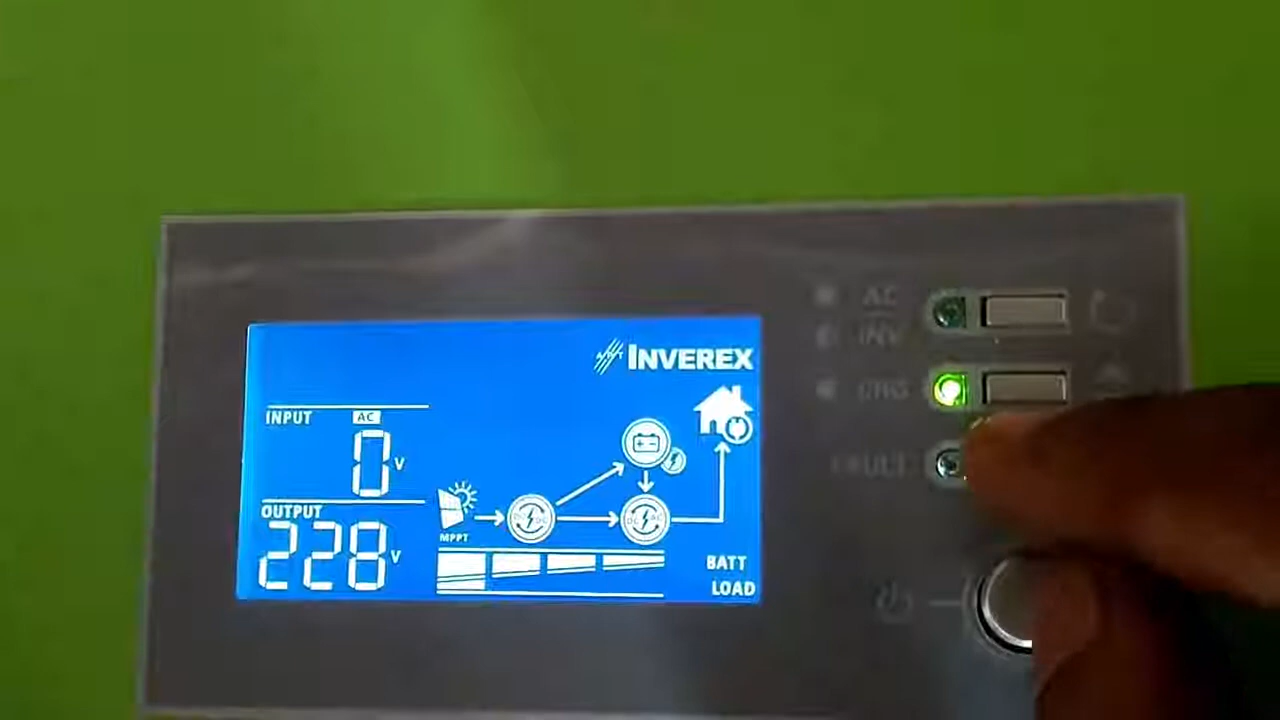 INVEREX
INPUT AC
0 V
OUTPUT
228 V
MPPT
BATT
LOAD
AC
INV
CHG
FAULT